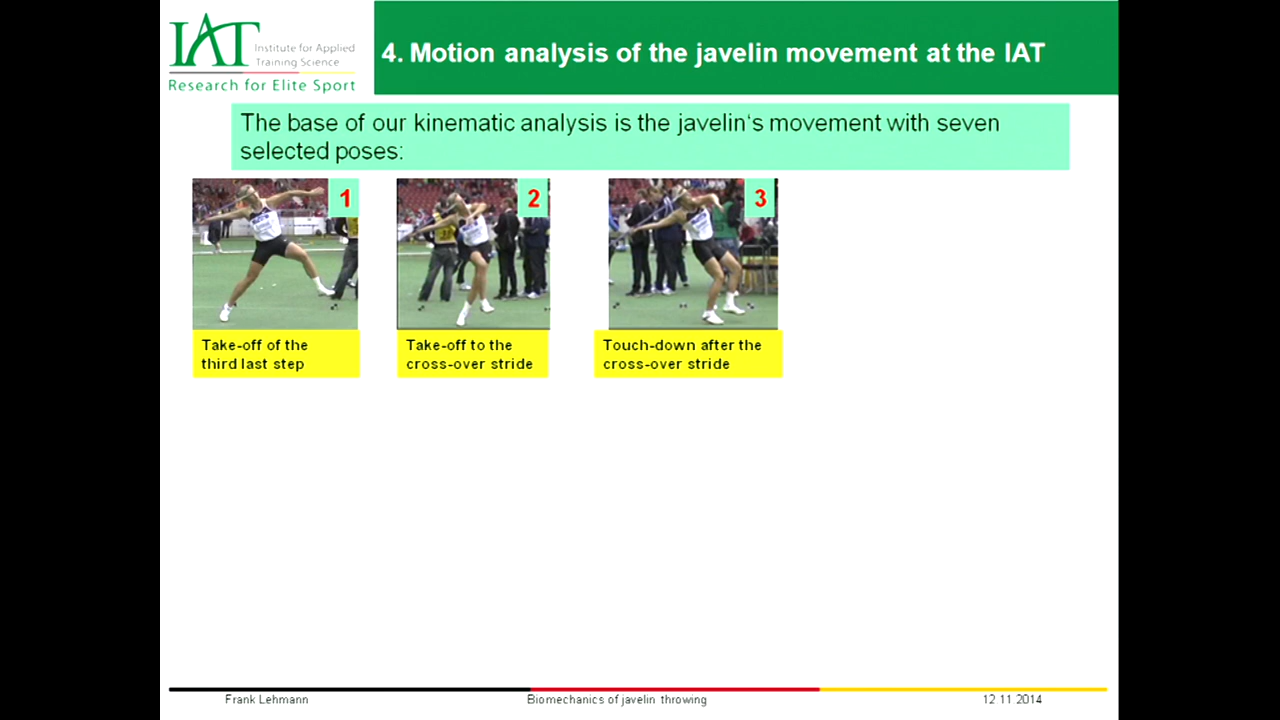 IAT
Institute for Applied
Training Science
Research for Elite Sport
4. Motion analysis of the javelin movement at the IAT
The base of our kinematic analysis is the javelin's movement with seven
selected poses:
1
2
3
Take-off of the
third last step
Take-off to the
cross-over stride
Touch-down after the
cross-over stride
Frank Lehmann
Biomechanics of javelin throwing
12.11.2014